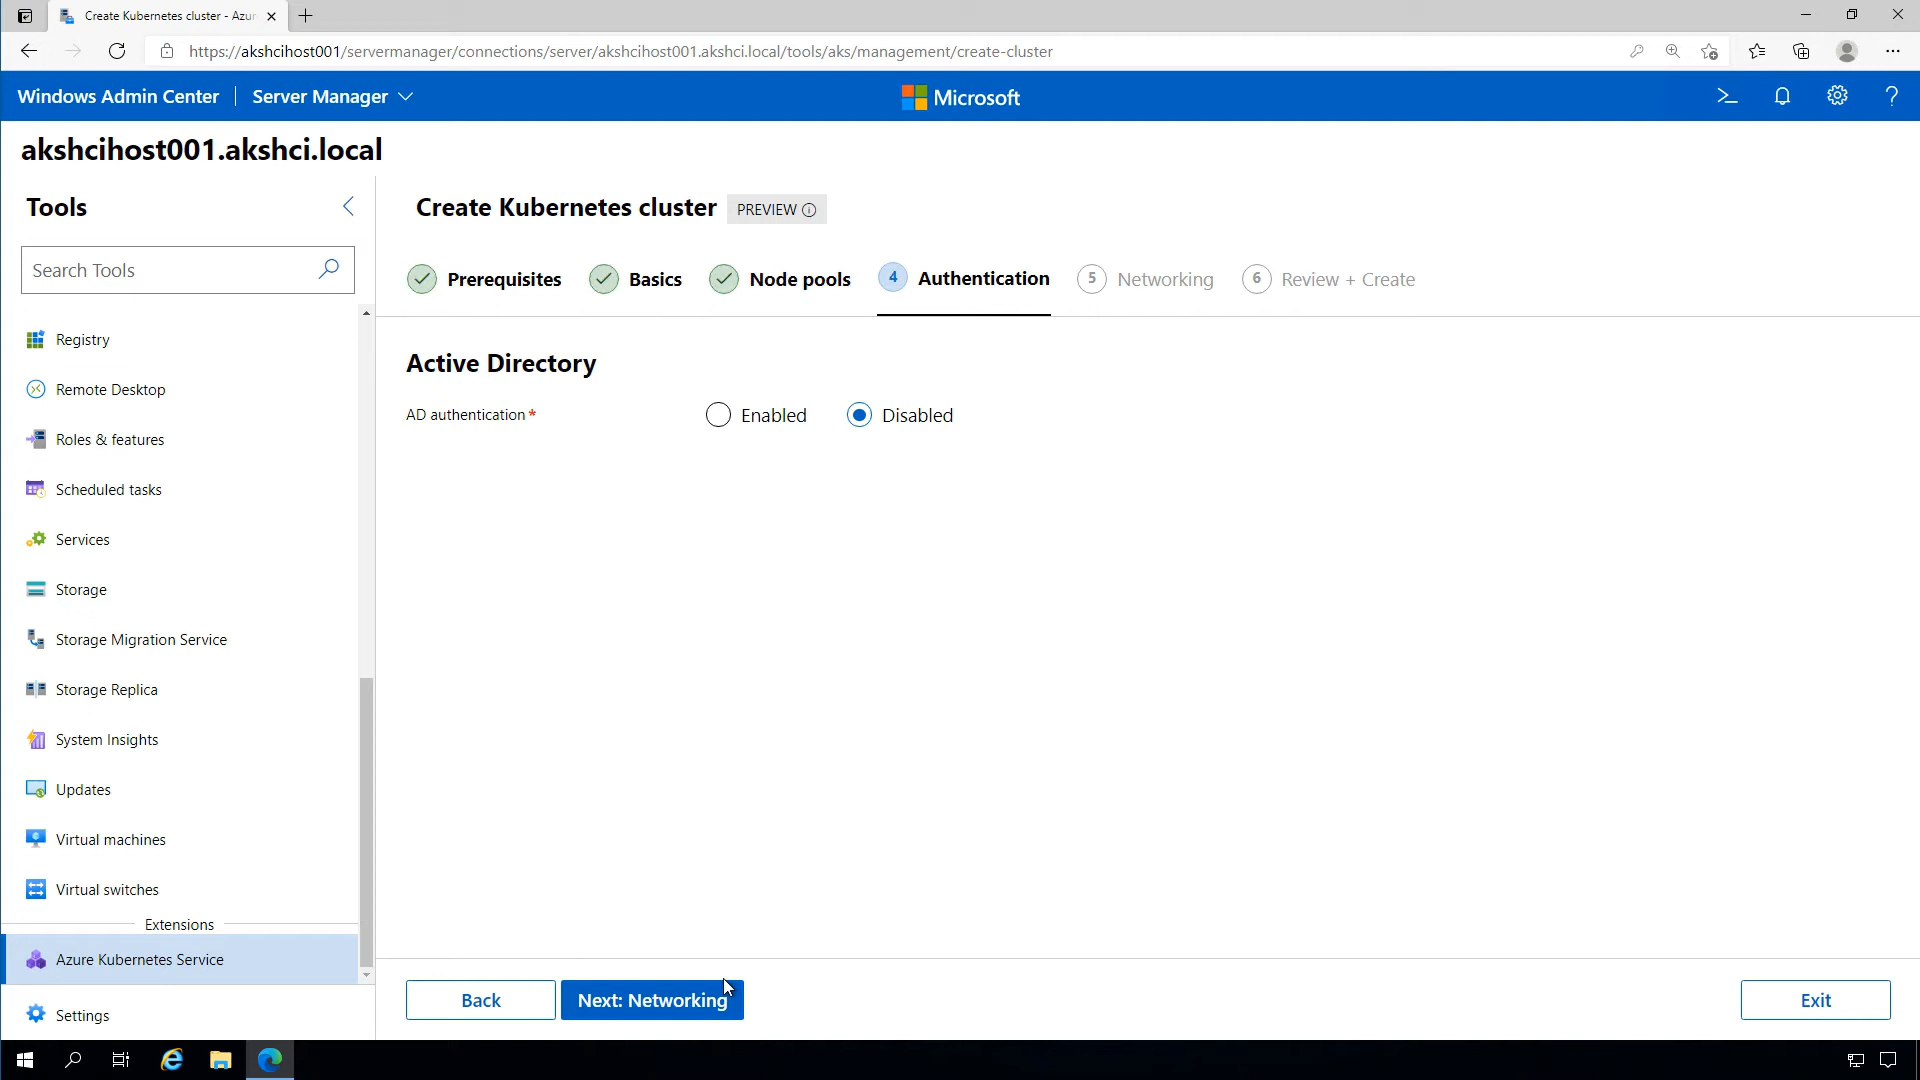 Create Kubernetes cluster - Azur
https://akshcihost001/servermanager/connections/server/akshcihost001.akshci.local/tools/aks/management/create-cluster
Windows Admin Center
Server Manager
Microsoft
akshcihost001.akshci.local
Tools
Search Tools
Registry
Remote Desktop
Roles & features
Scheduled tasks
Services
Storage
Storage Migration Service
Storage Replica
System Insights
Updates
Virtual machines
Virtual switches
Extensions
Azure Kubernetes Service
Settings
Create Kubernetes cluster
PREVIEW
Prerequisites
Basics
Node pools
4 Authentication
5 Networking
6 Review + Create
Active Directory
AD authentication*
Enabled
Disabled
Back
Next: Networking
Exit